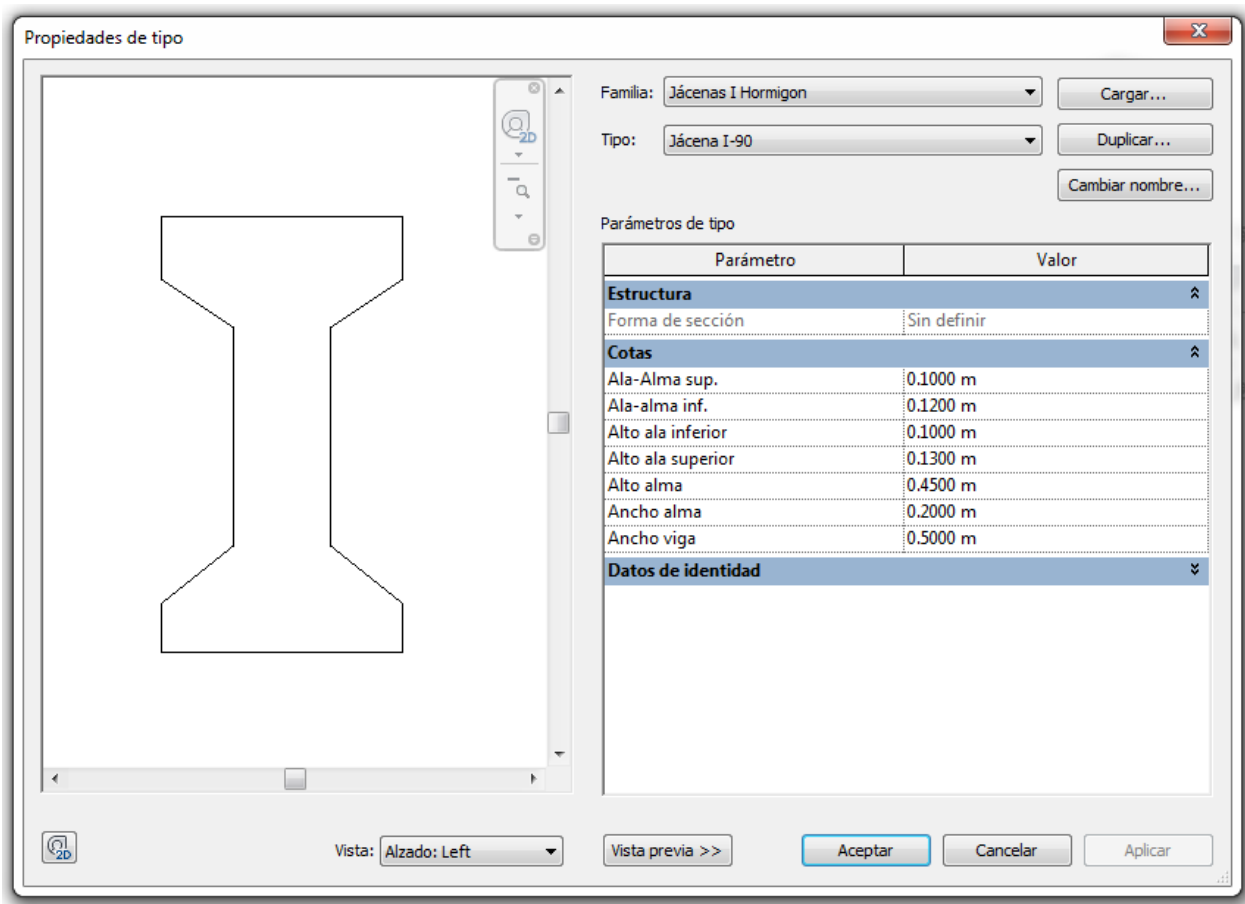 Propiedades de tipo
X
Familia: Jácenas I Hormigon Cargar...
Tipo: Jácena I-90 Duplicar...
Cambiar nombre...
2D
Parámetros de tipo
Parámetro Valor
Estructura
Forma de sección Sin definir
Cotas
Ala-Alma sup. 0.1000 m
Ala-alma inf. 0.1200 m
Alto ala inferior 0.1000 m
Alto ala superior 0.1300 m
Alto alma 0.4500 m
Ancho alma 0.2000 m
Ancho viga 0.5000 m
Datos de identidad
2D Vista: Alzado: Left Vista previa >> Aceptar Cancelar Aplicar